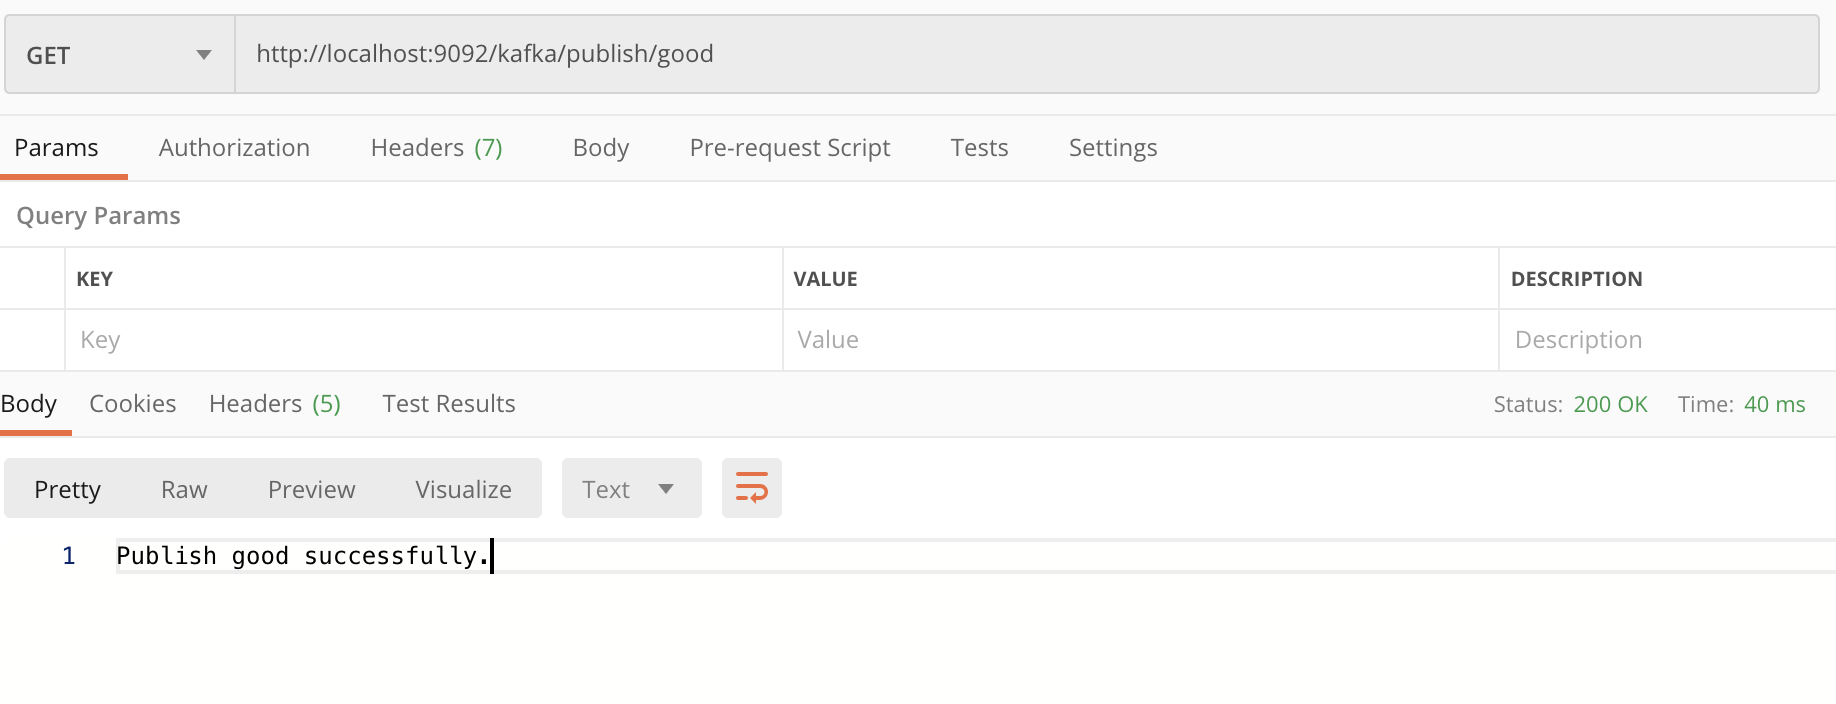 GET http://localhost:9092/kafka/publish/good
Params Authorization Headers (7) Body Pre-request Script Tests Settings
Query Params
KEY VALUE DESCRIPTION
Key Value Description
Body Cookies Headers (5) Test Results Status: 200 OK Time: 40 ms
Pretty Raw Preview Visualize Text
1 Publish good successfully.